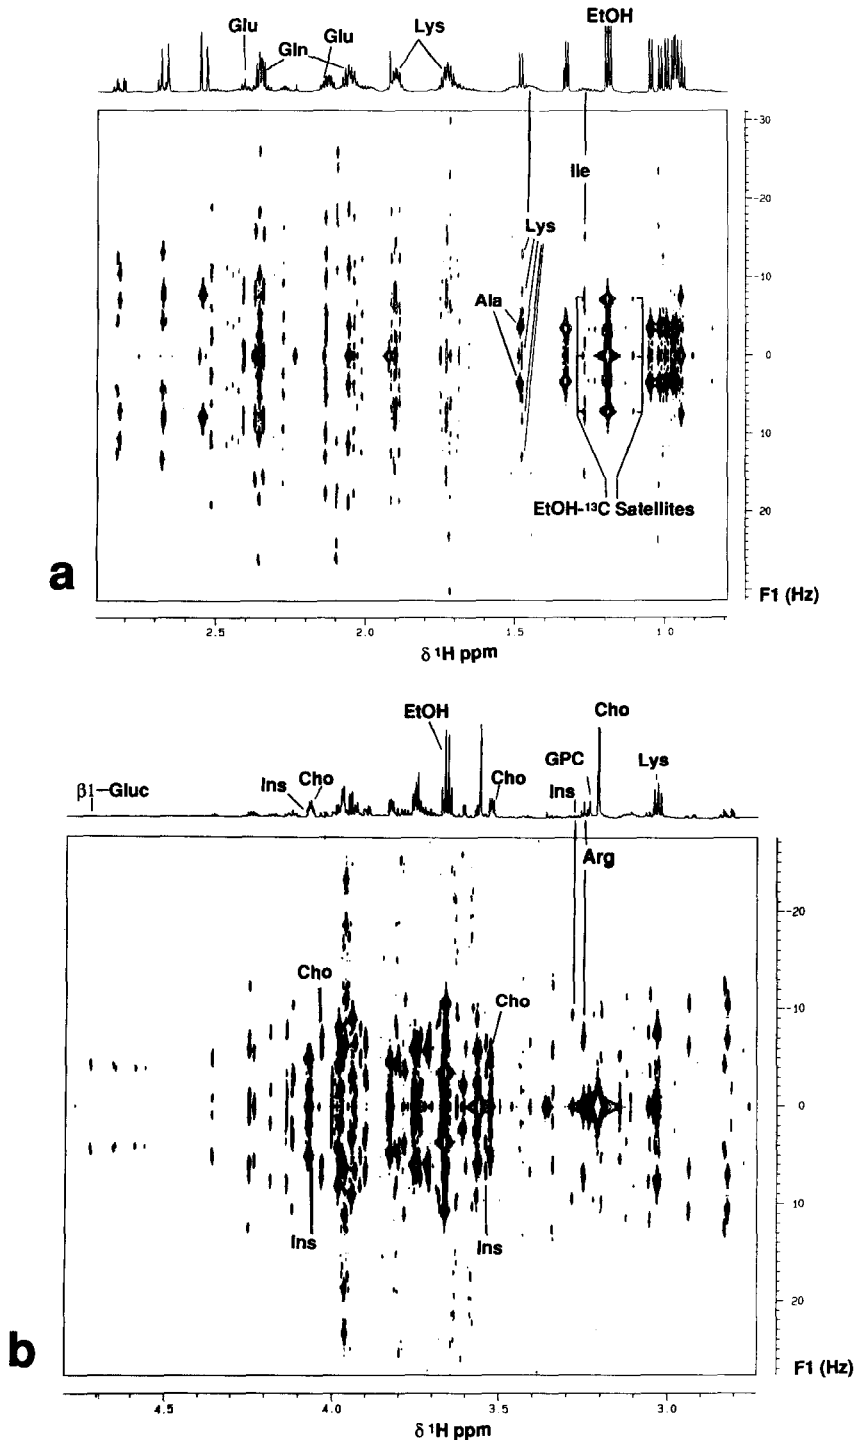 EtOH
Glu
Gln
Glu
Lys
-30
Ile
-20
Lys
-10
Ala
0
10
EtOH-¹³C Satellites
20
a
F1 (Hz)
2.5 2.0 1.5 1.0
δ ¹H ppm
EtOH
Cho
GPC
Lys
β1-Gluc
Ins
Cho
Cho
Ins
Arg
-20
Cho
Cho
-10
0
10
Ins
Ins
20
b
F1 (Hz)
4.5 4.0 3.5 3.0
δ ¹H ppm